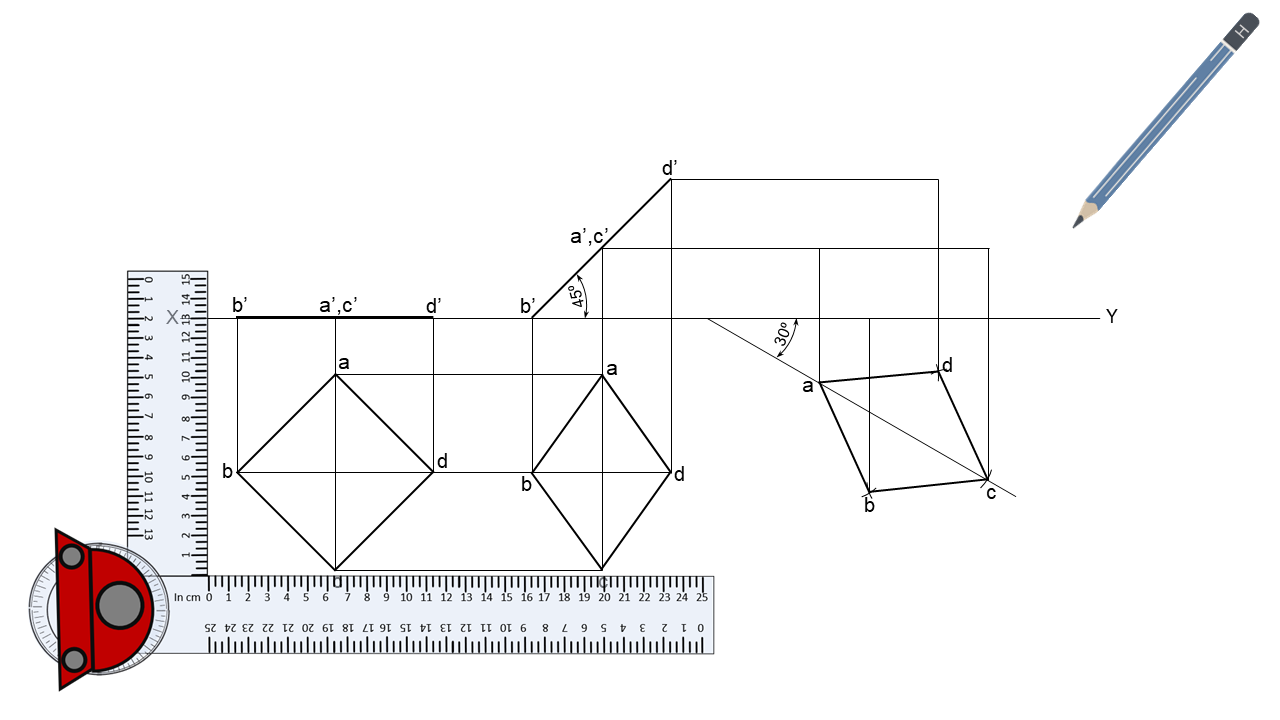 H
d’
a’,c’
b’ a’,c’ d’ b’ 45º
X Y
30º
a a d
a
b d b d c
b
c c
0 1 2 3 4 5 6 7 8 9 10 11 12 13
15 14 13 12 11 10 9 8 7 6 5 4 3 2 1
In cm 0 1 2 3 4 5 6 7 8 9 10 11 12 13 14 15 16 17 18 19 20 21 22 23 24 25
25 24 23 22 21 20 19 18 17 16 15 14 13 12 11 10 9 8 7 6 5 4 3 2 1 0